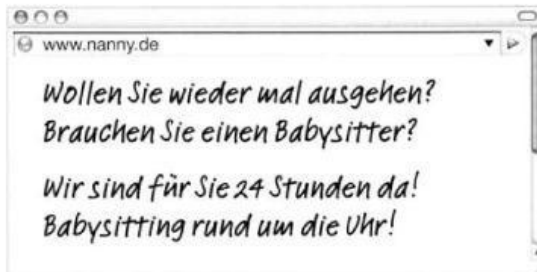 www.nanny.de
Wollen Sie wieder mal ausgehen?
Brauchen Sie einen Babysitter?
Wir sind für Sie 24 Stunden da!
Babysitting rund um die Uhr!